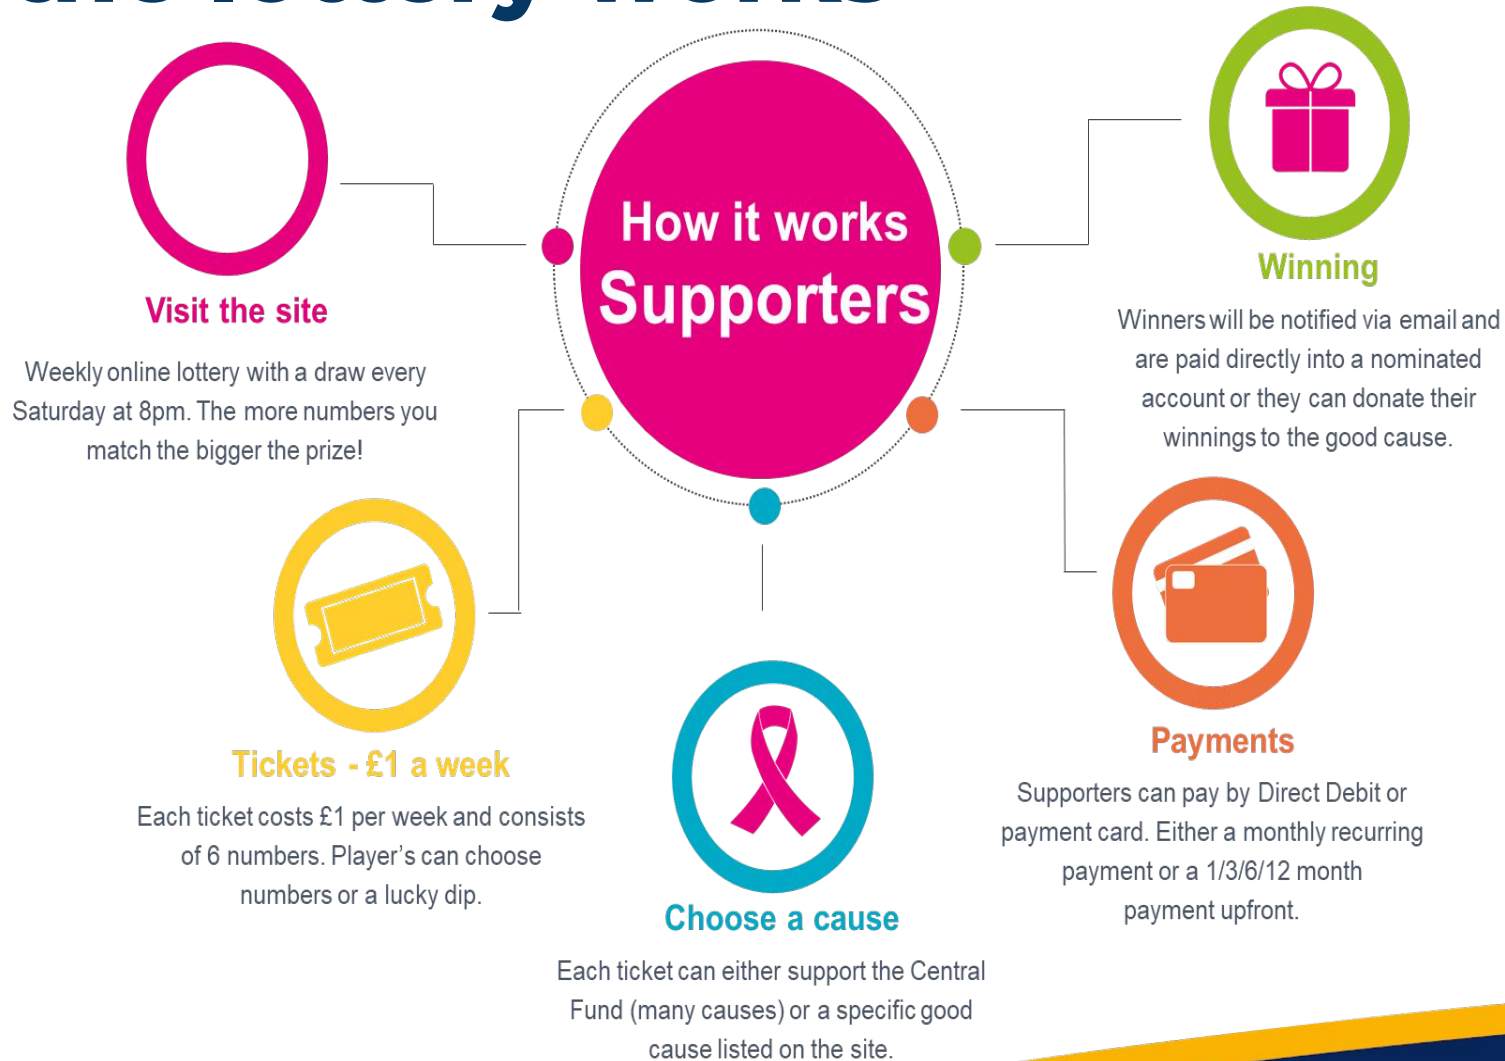 the lottery works
How it works
Supporters
Visit the site
Weekly online lottery with a draw every
Saturday at 8pm. The more numbers you
match the bigger the prize!
Tickets - £1 a week
Each ticket costs £1 per week and consists
of 6 numbers. Player's can choose
numbers or a lucky dip.
Choose a cause
Each ticket can either support the Central
Fund (many causes) or a specific good
cause listed on the site.
Payments
Supporters can pay by Direct Debit or
payment card. Either a monthly recurring
payment or a 1/3/6/12 month
payment upfront.
Winning
Winners will be notified via email and
are paid directly into a nominated
account or they can donate their
winnings to the good cause.